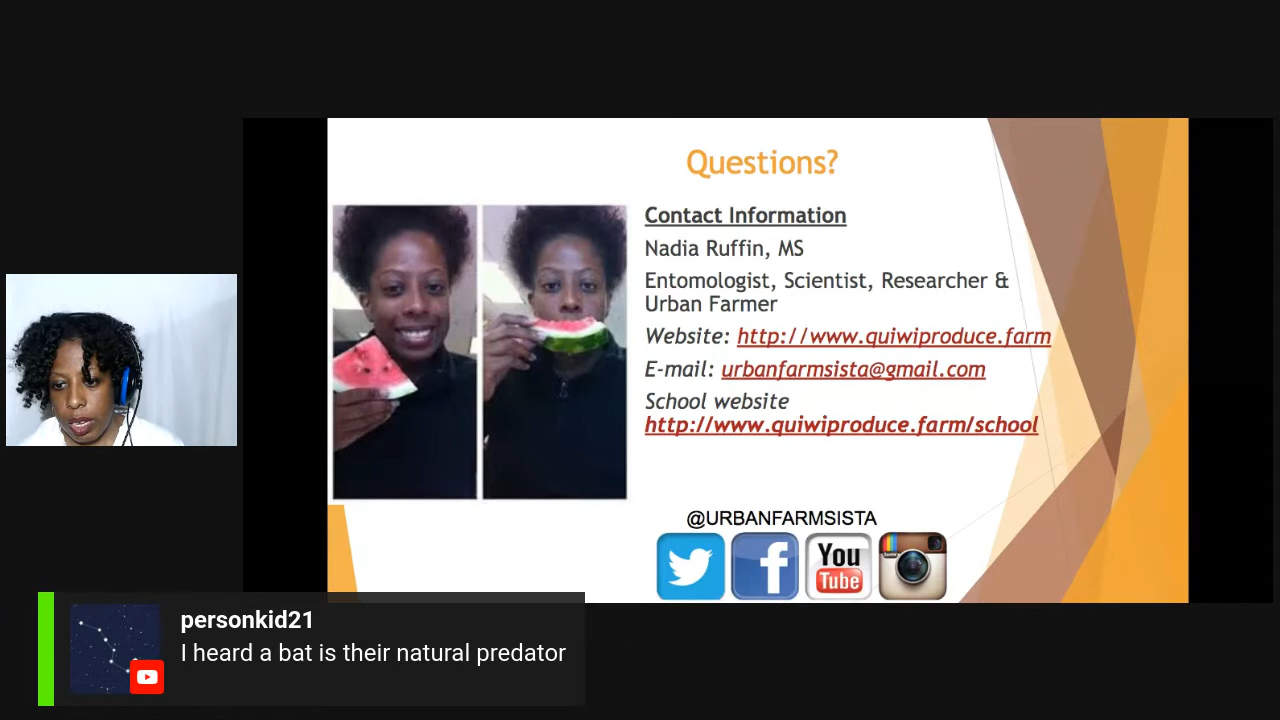 Questions?
Contact Information
Nadia Ruffin, MS
Entomologist, Scientist, Researcher &
Urban Farmer
Website: http://www.quiwiproduce.farm
E-mail: urbanfarmsista@gmail.com
School website
http://www.quiwiproduce.farm/school
@URBANFARMSISTA
You
Tube
personkid21
I heard a bat is their natural predator